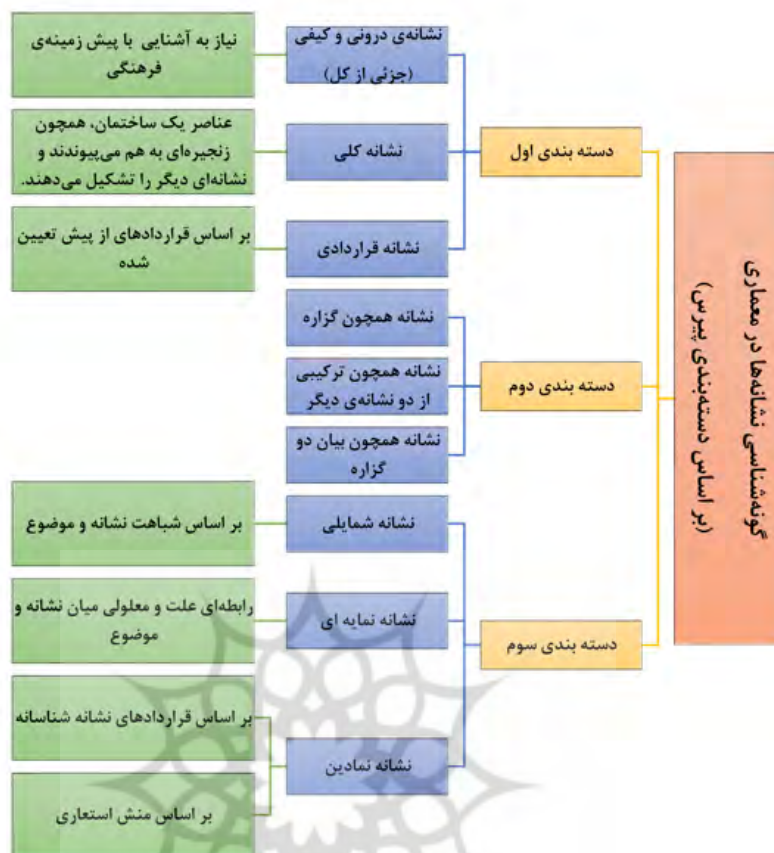 گونه‌شناسی نشانه‌ها در معماری
(بر اساس دسته‌بندی پیرس)
دسته بندی اول
نشانه‌ی درونی و کیفی
(جزئی از کل)
نیاز به آشنایی با پیش زمینه‌ی
فرهنگی
نشانه کلی
عناصر یک ساختمان، همچون
زنجیره‌ای به هم می‌پیوندند و
نشانه‌ای دیگر را تشکیل می‌دهند.
نشانه قراردادی
بر اساس قراردادهای از پیش تعیین
شده
دسته بندی دوم
نشانه همچون گزاره
نشانه همچون ترکیبی
از دو نشانه‌ی دیگر
نشانه همچون بیان دو
گزاره
دسته بندی سوم
نشانه شمایلی
بر اساس شباهت نشانه و موضوع
نشانه نمایه ای
رابطه‌ای علت و معلولی میان نشانه و
موضوع
نشانه نمادین
بر اساس قراردادهای نشانه شناسانه
بر اساس منش استعاری